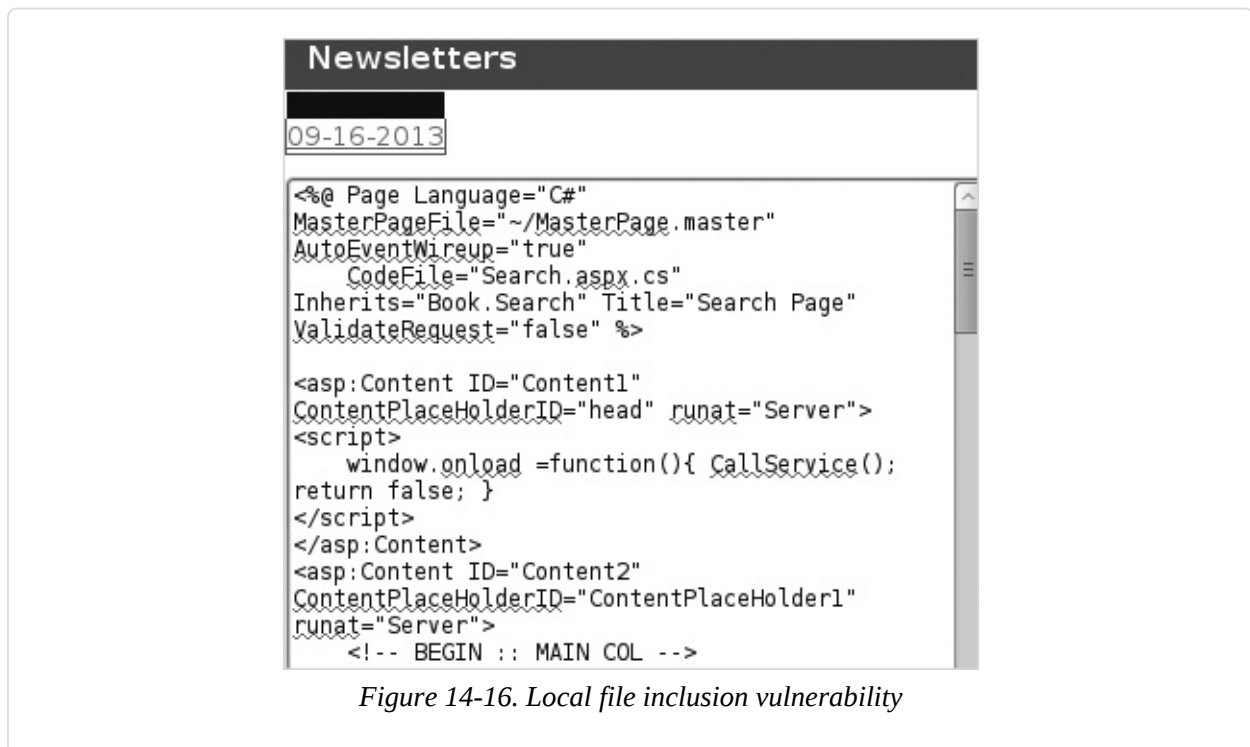 Newsletters
09-16-2013
<%@ Page Language="C#"
MasterPageFile="~/MasterPage.master"
AutoEventWireup="true"
    CodeFile="Search.aspx.cs"
Inherits="Book.Search" Title="Search Page"
ValidateRequest="false" %>

<asp:Content ID="Content1"
ContentPlaceHolderID="head" runat="Server">
<script>
    window.onload =function(){ CallService();
return false; }
</script>
</asp:Content>
<asp:Content ID="Content2"
ContentPlaceHolderID="ContentPlaceHolder1"
runat="Server">
    <!-- BEGIN :: MAIN COL -->
Figure 14-16. Local file inclusion vulnerability